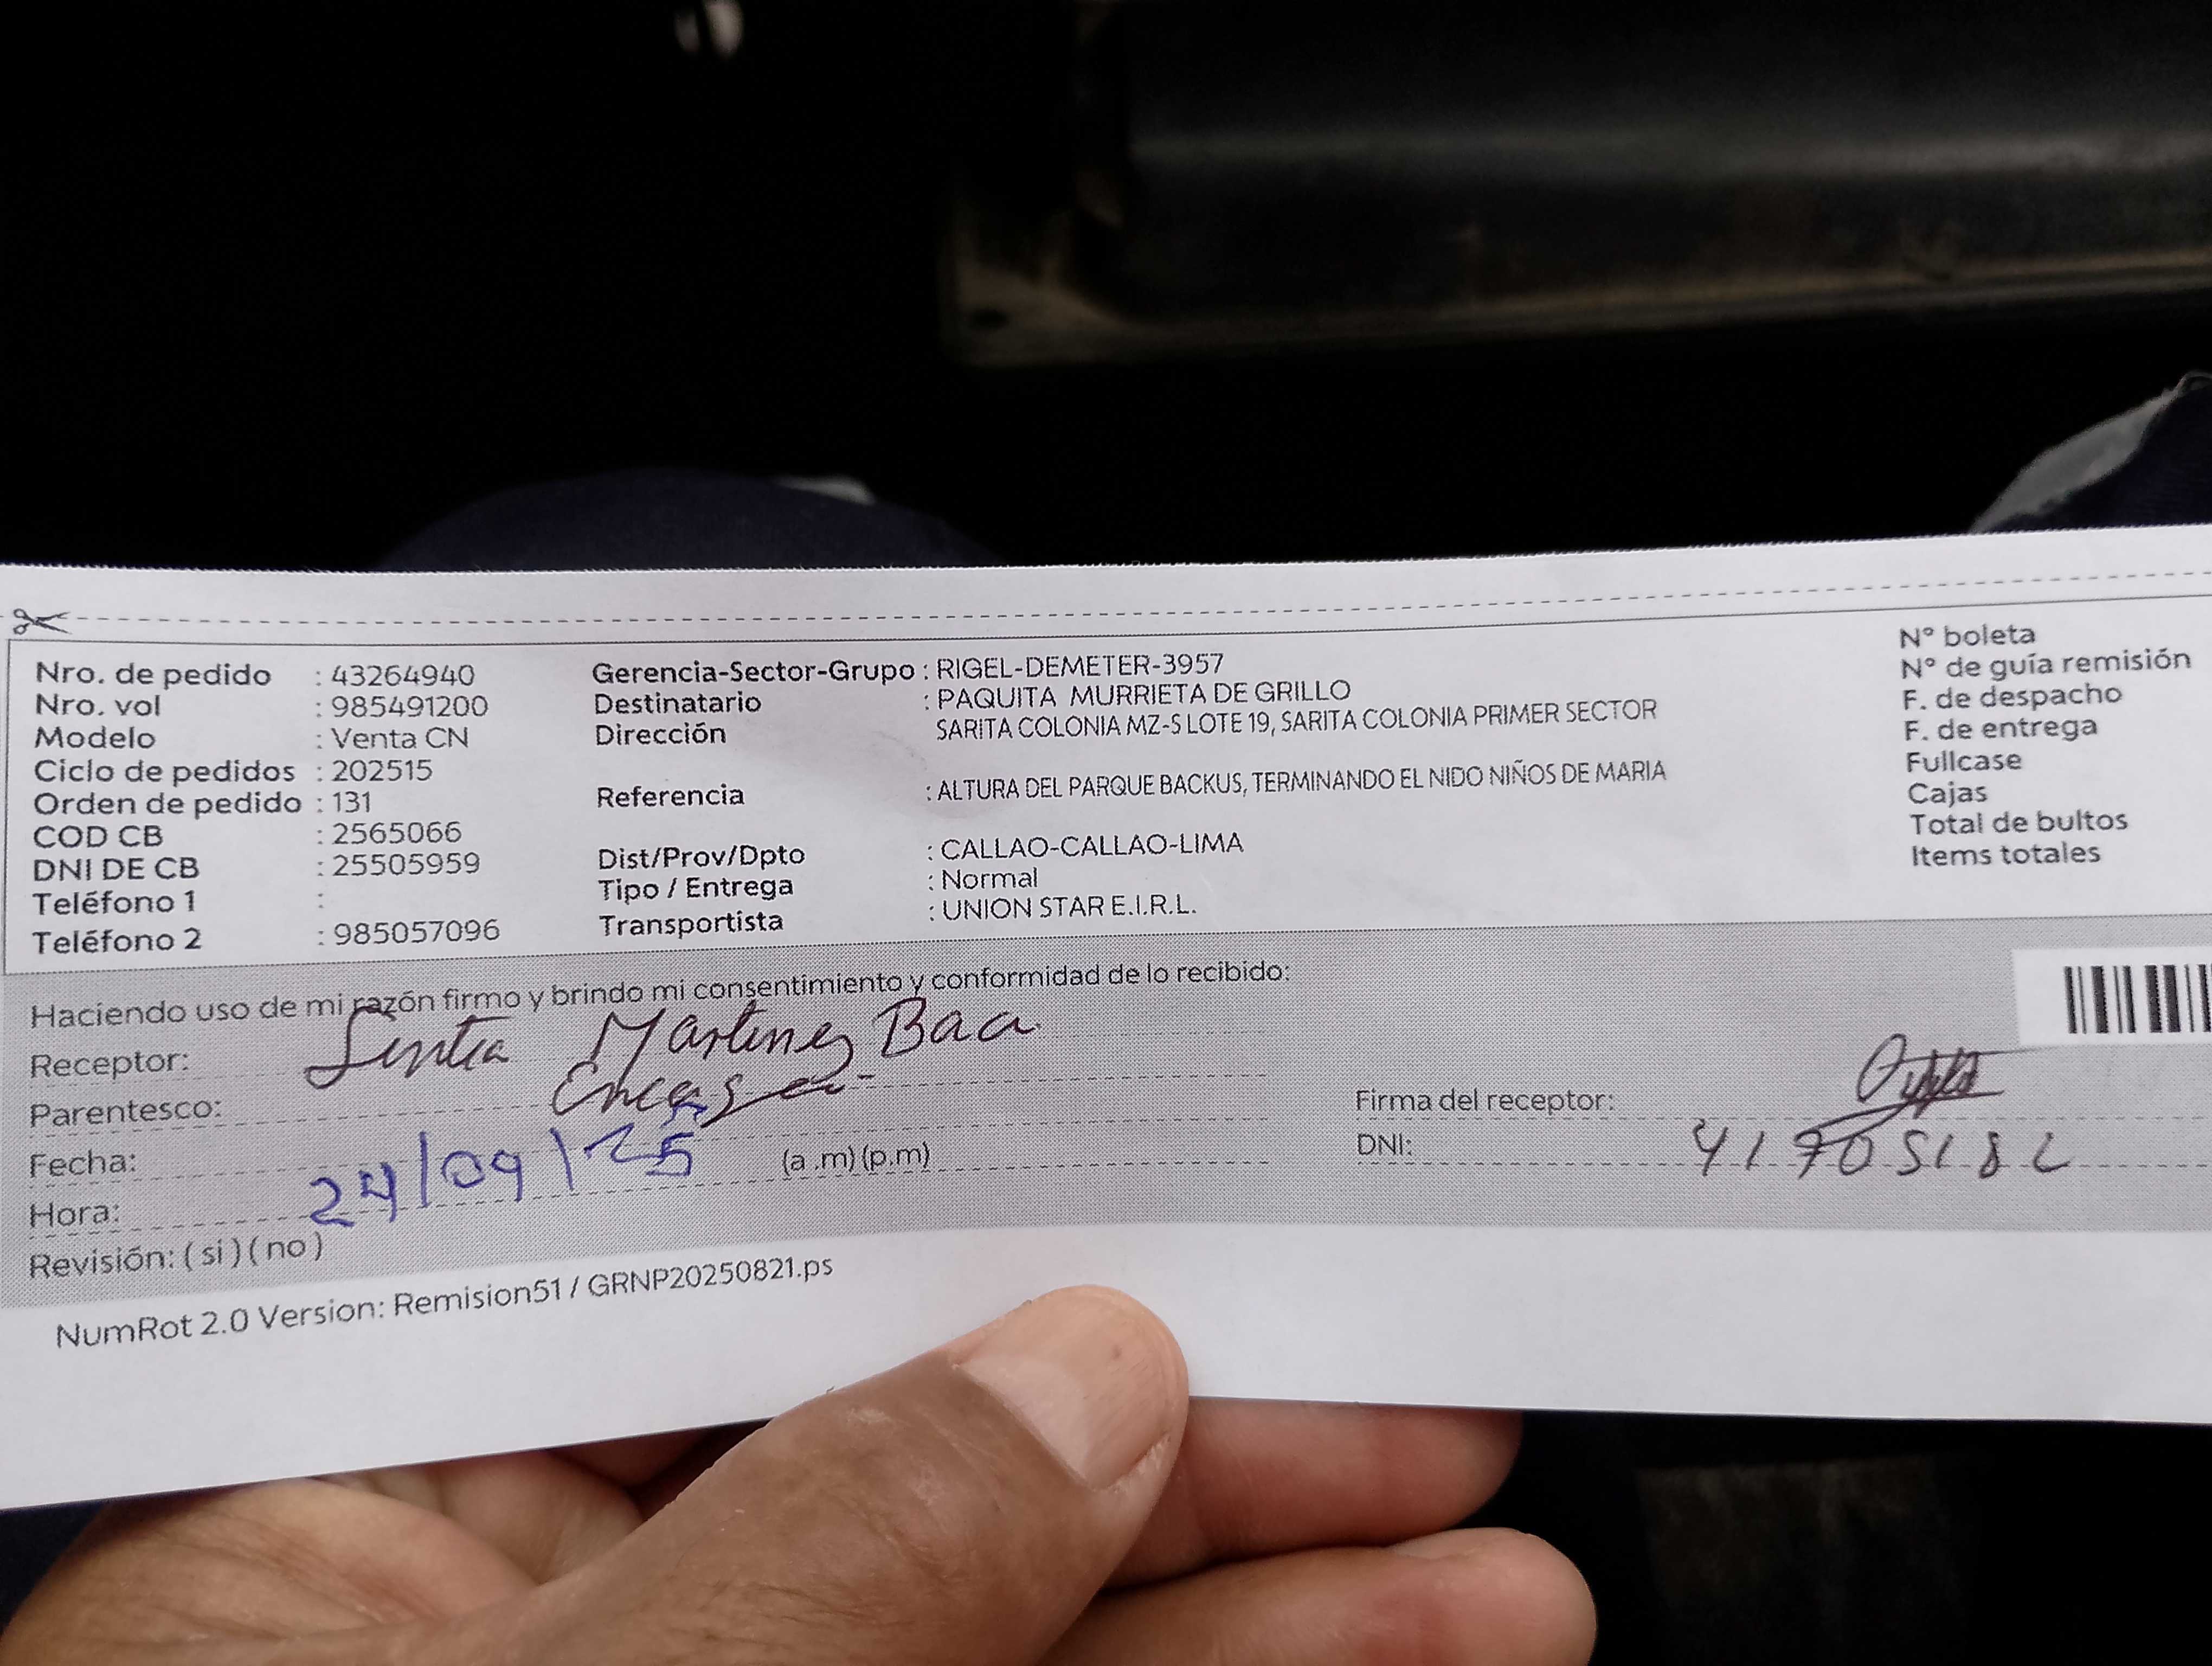 Nro. de pedido : 43264940
Nro. vol : 985491200
Modelo : Venta CN
Ciclo de pedidos : 202515
Orden de pedido : 131
COD CB : 2565066
DNI DE CB : 25505959
Teléfono 1 :
Teléfono 2 : 985057096
Gerencia-Sector-Grupo : RIGEL-DEMETER-3957
Destinatario : PAQUITA MURRIETA DE GRILLO
Dirección SARITA COLONIA MZ-S LOTE 19, SARITA COLONIA PRIMER SECTOR
Referencia : ALTURA DEL PARQUE BACKUS, TERMINANDO EL NIDO NIÑOS DE MARIA
Dist/Prov/Dpto : CALLAO-CALLAO-LIMA
Tipo / Entrega : Normal
Transportista : UNION STAR E.I.R.L.
N° boleta
N° de guía remisión
F. de despacho
F. de entrega
Fullcase
Cajas
Total de bultos
Items totales
Haciendo uso de mi razón firmo y brindo mi consentimiento y conformidad de lo recibido:
Receptor: Martinez Baca
Parentesco:
Fecha: 24/09/25 (a.m) (p.m)
Hora:
Revisión: ( si ) ( no )
Firma del receptor:
DNI:
NumRot 2.0 Version: Remision51 / GRNP20250821.ps